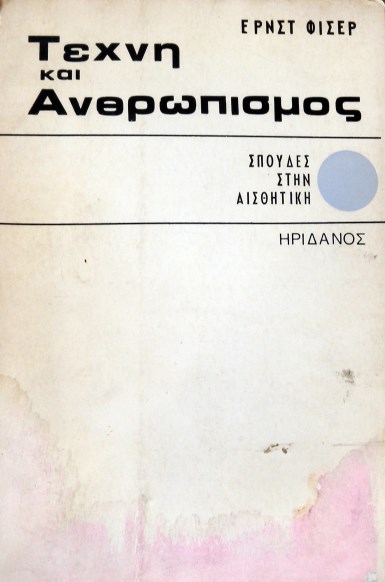 ΕΡΝΣΤ ΦΙΣΕΡ
Τεχνη
και
Ανθρωπισμος
ΣΠΟΥΔΕΣ
ΣΤΗΝ
ΑΙΣΘΗΤΙΚΗ
ΗΡΙΔΑΝΟΣ